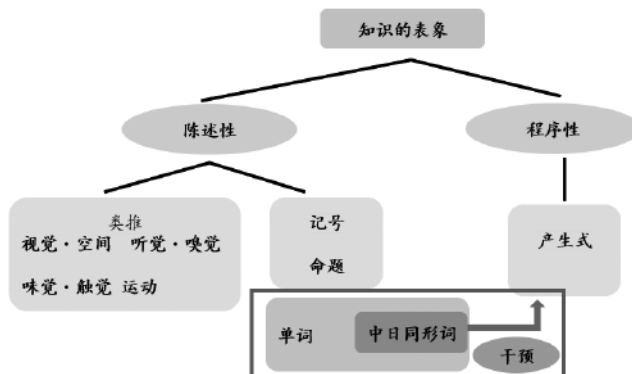 知识的表象
陈述性
程序性
类推
视觉·空间 听觉·嗅觉
味觉·触觉 运动
记号
命题
产生式
单词
中日同形词
干预